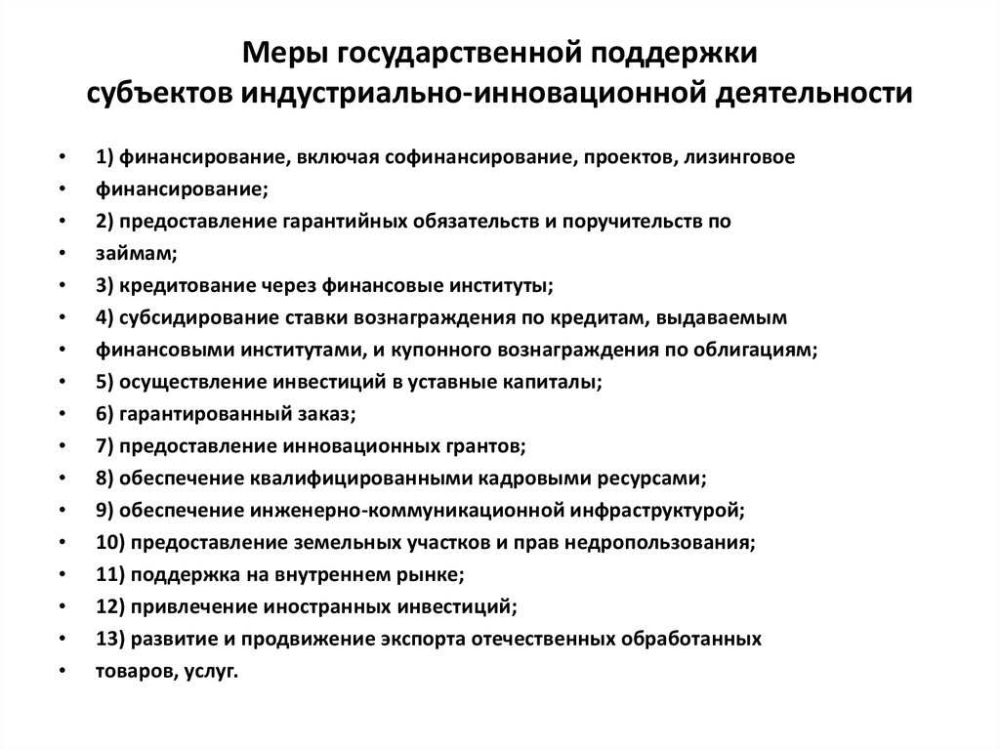 Меры государственной поддержки
субъектов индустриально-инновационной деятельности
• 1) финансирование, включая софинансирование, проектов, лизинговое
• финансирование;
• 2) предоставление гарантийных обязательств и поручительств по
• займам;
• 3) кредитование через финансовые институты;
• 4) субсидирование ставки вознаграждения по кредитам, выдаваемым
• финансовыми институтами, и купонного вознаграждения по облигациям;
• 5) осуществление инвестиций в уставные капиталы;
• 6) гарантированный заказ;
• 7) предоставление инновационных грантов;
• 8) обеспечение квалифицированными кадровыми ресурсами;
• 9) обеспечение инженерно-коммуникационной инфраструктурой;
• 10) предоставление земельных участков и прав недропользования;
• 11) поддержка на внутреннем рынке;
• 12) привлечение иностранных инвестиций;
• 13) развитие и продвижение экспорта отечественных обработанных
• товаров, услуг.